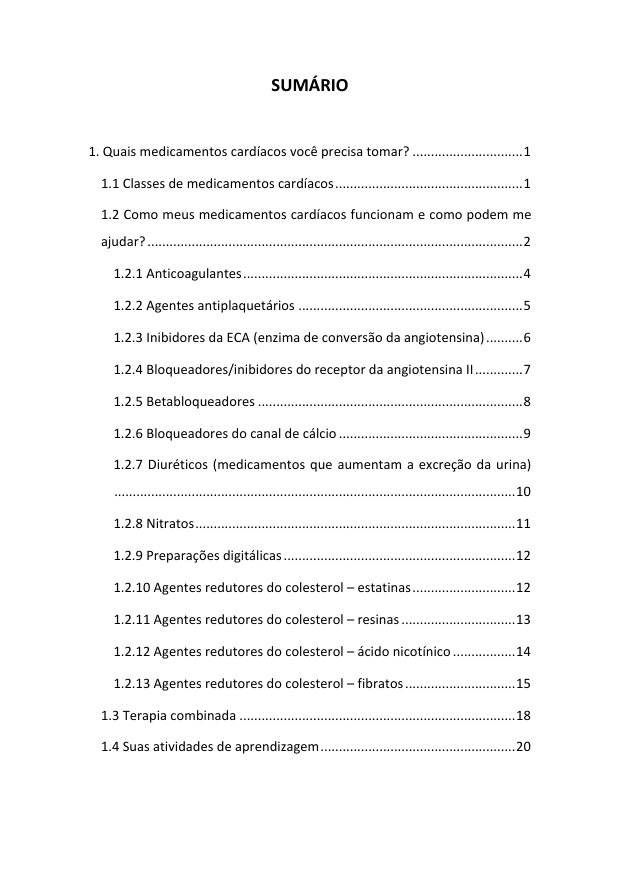 SUMÁRIO
1. Quais medicamentos cardíacos você precisa tomar? .............................1
1.1 Classes de medicamentos cardíacos...................................................1
1.2 Como meus medicamentos cardíacos funcionam e como podem me
ajudar?.....................................................................................................2
1.2.1 Anticoagulantes...........................................................................4
1.2.2 Agentes antiplaquetários ............................................................5
1.2.3 Inibidores da ECA (enzima de conversão da angiotensina)..........6
1.2.4 Bloqueadores/inibidores do receptor da angiotensina II.............7
1.2.5 Betabloqueadores .......................................................................8
1.2.6 Bloqueadores do canal de cálcio .................................................9
1.2.7 Diuréticos (medicamentos que aumentam a excreção da urina)
............................................................................................................10
1.2.8 Nitratos......................................................................................11
1.2.9 Preparações digitálicas..............................................................12
1.2.10 Agentes redutores do colesterol – estatinas............................12
1.2.11 Agentes redutores do colesterol – resinas ...............................13
1.2.12 Agentes redutores do colesterol – ácido nicotínico .................14
1.2.13 Agentes redutores do colesterol – fibratos..............................15
1.3 Terapia combinada ...........................................................................18
1.4 Suas atividades de aprendizagem.....................................................20